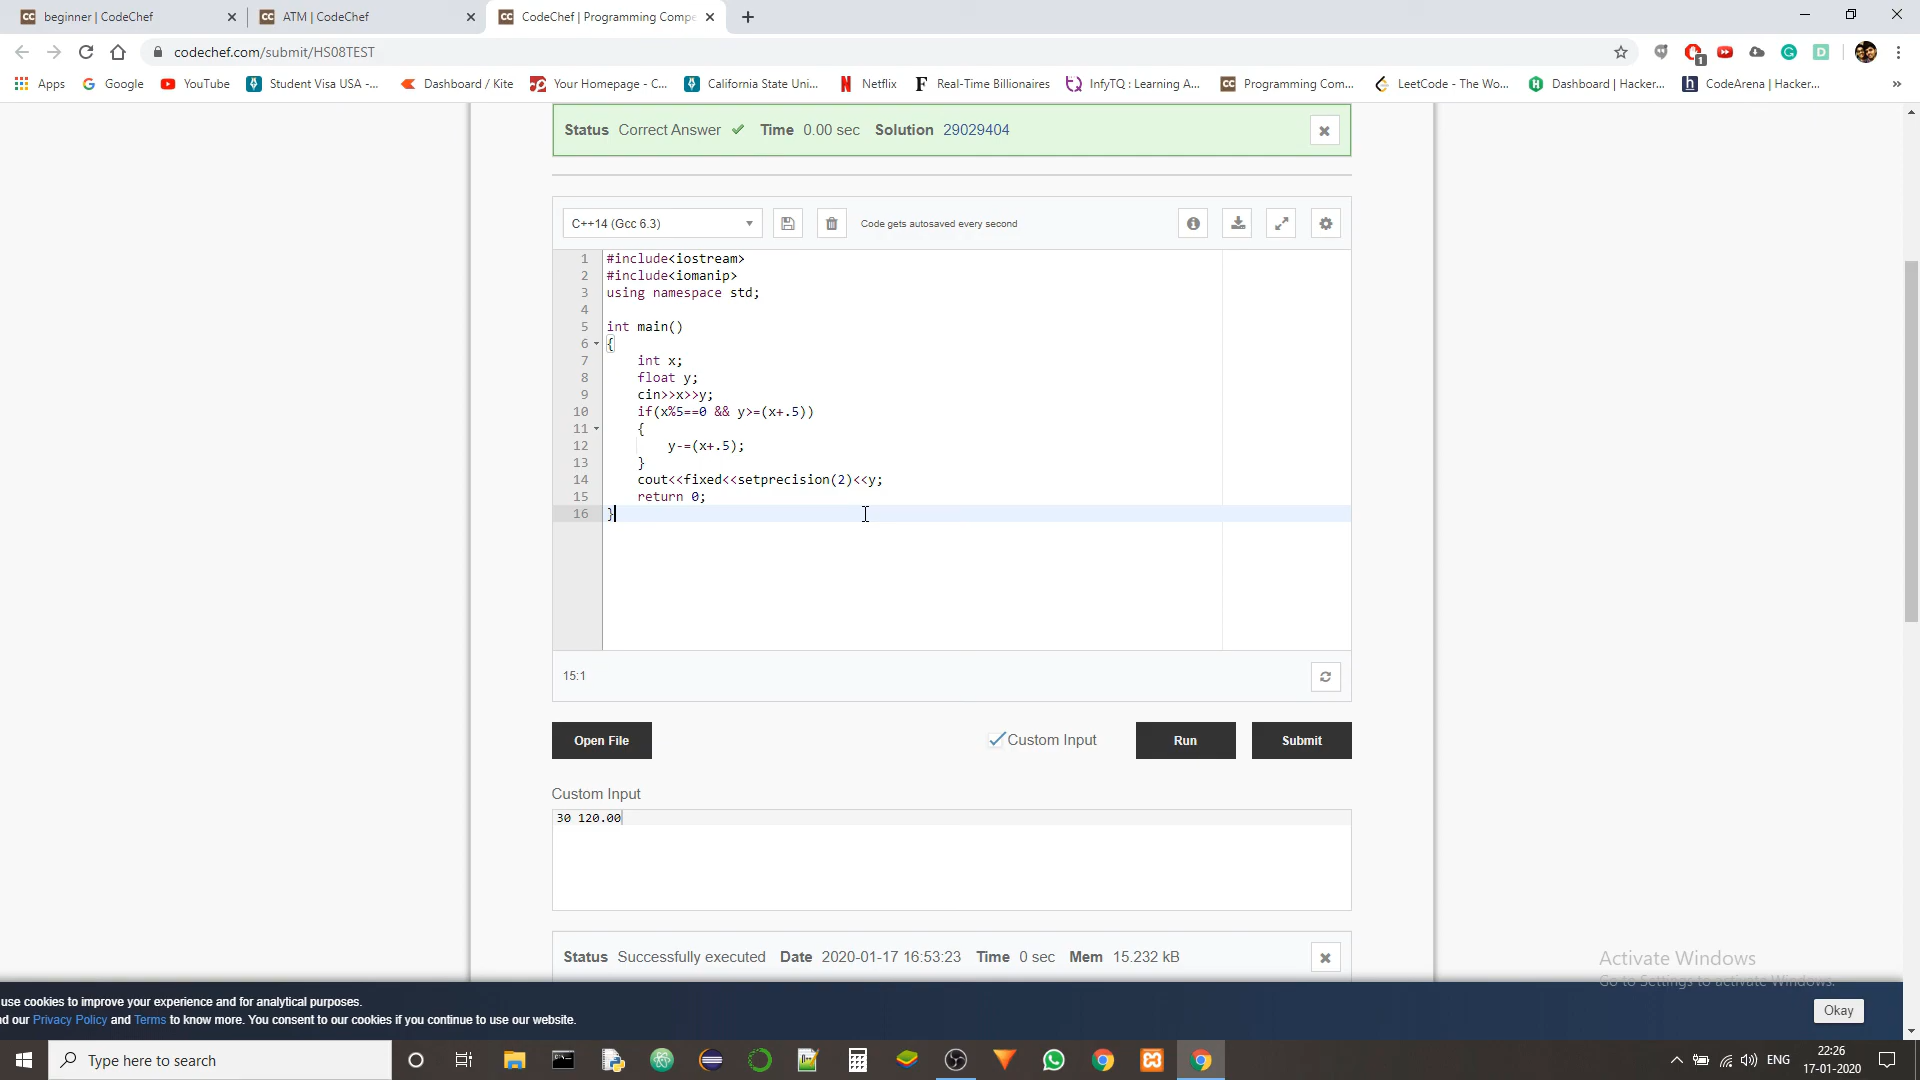 beginner | CodeChef
ATM | CodeChef
CodeChef | Programming Compe
codechef.com/submit/HS08TEST
1
Apps
Google
YouTube
Student Visa USA -...
Dashboard / Kite
Your Homepage - C...
California State Uni...
Netflix
Real-Time Billionaires
InfyTQ : Learning A...
Programming Com...
LeetCode - The Wo...
Dashboard | Hacker...
CodeArena | Hacker...
»
Status Correct Answer ✓ Time 0.00 sec Solution 29029404
C++14 (Gcc 6.3)
Code gets autosaved every second
1 #include<iostream>
2 #include<iomanip>
3 using namespace std;
4
5 int main()
6 {
7 int x;
8 float y;
9 cin>>x>>y;
10 if(x%5==0 && y>=(x+.5))
11 {
12 y-=(x+.5);
13 }
14 cout<<fixed<<setprecision(2)<<y;
15 return 0;
16 }
15:1
Open File
Custom Input
Run
Submit
Custom Input
30 120.00
Status Successfully executed Date 2020-01-17 16:53:23 Time 0 sec Mem 15.232 kB
Activate Windows
Go to Settings to activate Windows.
use cookies to improve your experience and for analytical purposes.
d our Privacy Policy and Terms to know more. You consent to our cookies if you continue to use our website.
Okay
Type here to search
ENG
22:26
17-01-2020